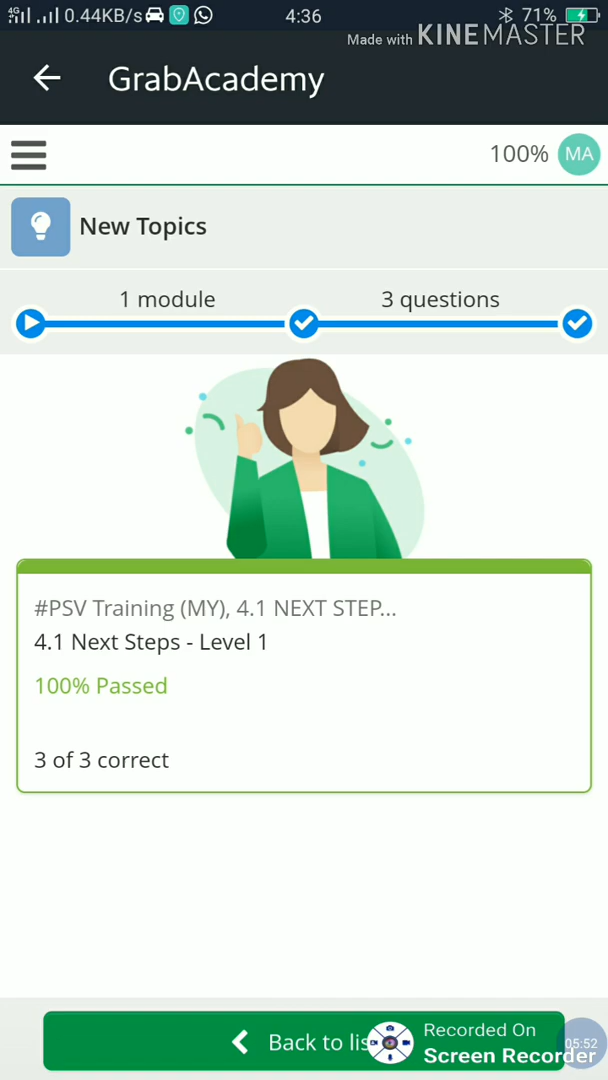 4G 0.44KB/s 4:36 71%
Made with KINEMASTER
GrabAcademy
100% MA
New Topics
1 module 3 questions
#PSV Training (MY), 4.1 NEXT STEP...
4.1 Next Steps - Level 1
100% Passed
3 of 3 correct
Back to lis
Recorded On
Screen Recorder
05:52